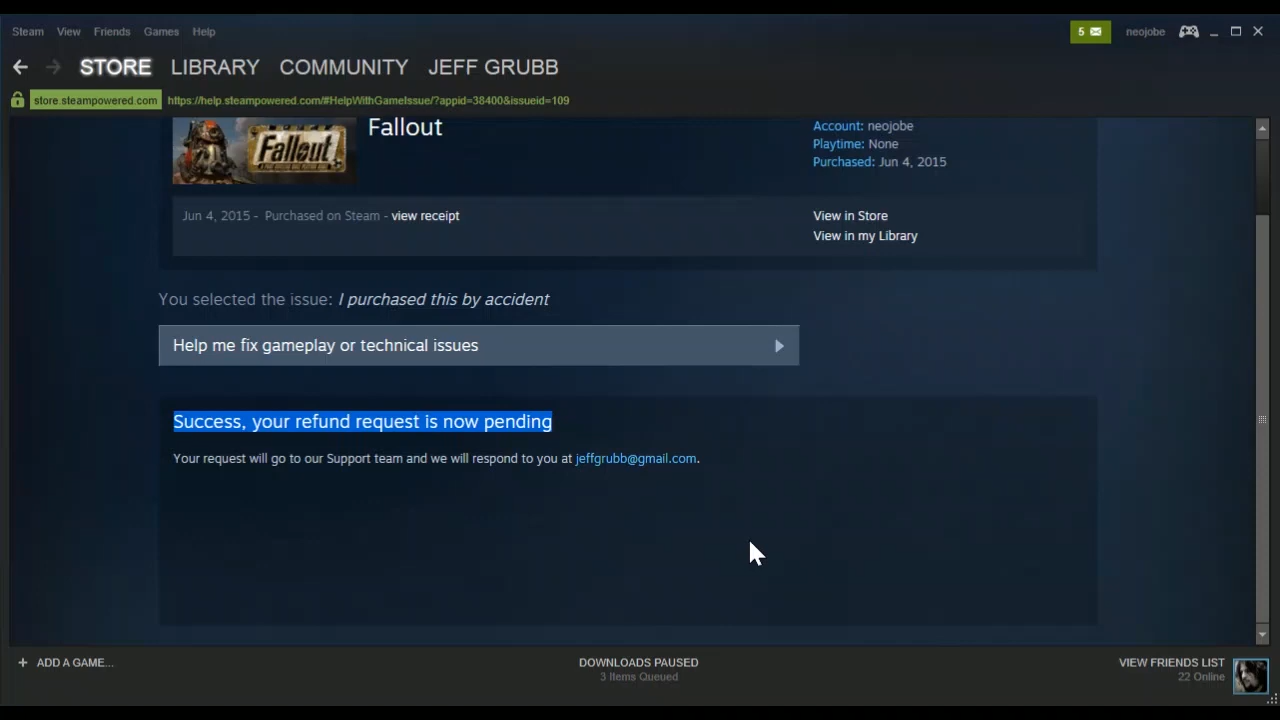 Steam View Friends Games Help
5 neojobe
STORE LIBRARY COMMUNITY JEFF GRUBB
store.steampowered.com https://help.steampowered.com/#HelpWithGameIssue/?appid=38400&issueid=109
Fallout
Fallout
Account: neojobe
Playtime: None
Purchased: Jun 4, 2015
Jun 4, 2015 - Purchased on Steam - view receipt
View in Store
View in my Library
You selected the issue: I purchased this by accident
Help me fix gameplay or technical issues
Success, your refund request is now pending
Your request will go to our Support team and we will respond to you at jeffgrubb@gmail.com.
+ ADD A GAME...
DOWNLOADS PAUSED
3 Items Queued
VIEW FRIENDS LIST
22 Online